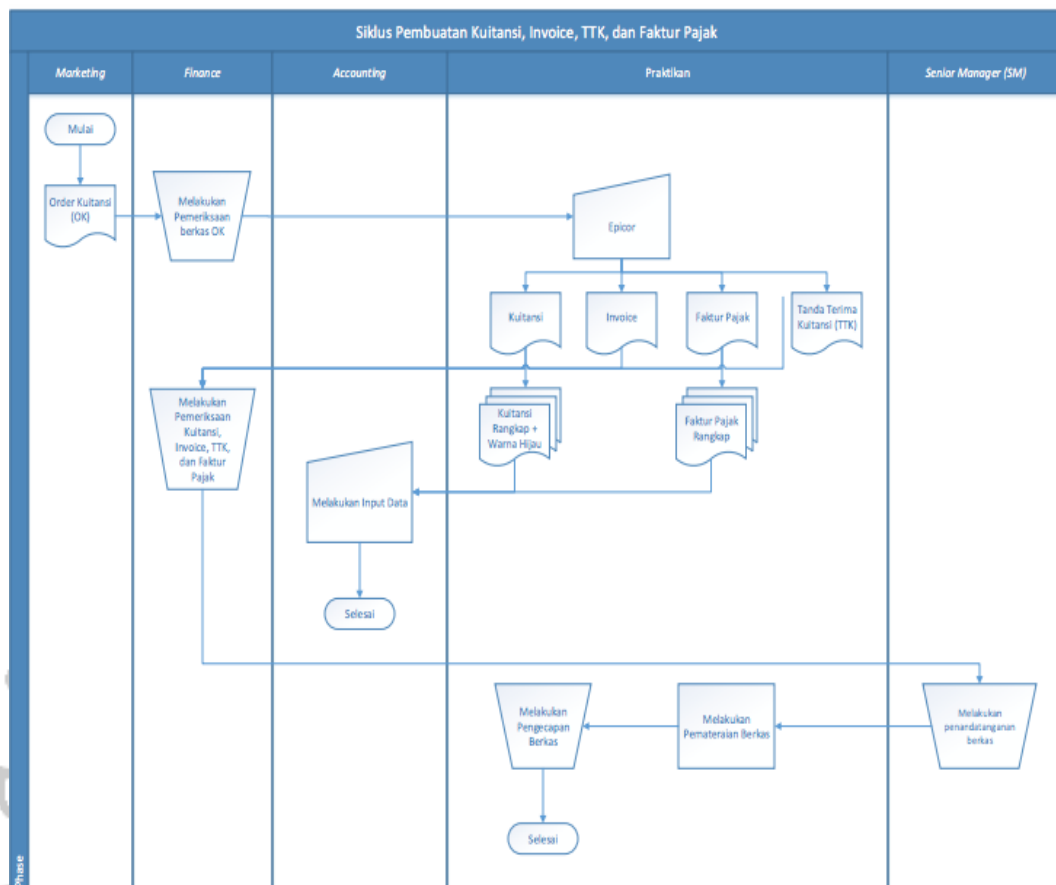 Siklus Pembuatan Kuitansi, Invoice, TTK, dan Faktur Pajak
Marketing
Finance
Accounting
Praktikan
Senior Manager (SM)
Mulai
Order Kuitansi
(OK)
Melakukan
Pemeriksaan
berkas OK
Epicor
Kuitansi
Invoice
Faktur Pajak
Tanda Terima
Kuitansi (TTK)
Melakukan
Pemeriksaan
Kuitansi,
Invoice, TTK,
dan Faktur
Pajak
Kuitansi
Rangkap +
Warna Hijau
Faktur Pajak
Rangkap
Melakukan Input Data
Selesai
Melakukan
Pengecapan
Berkas
Melakukan
Pemateraian Berkas
Melakukan
penandatanganan
berkas
Selesai
Phase